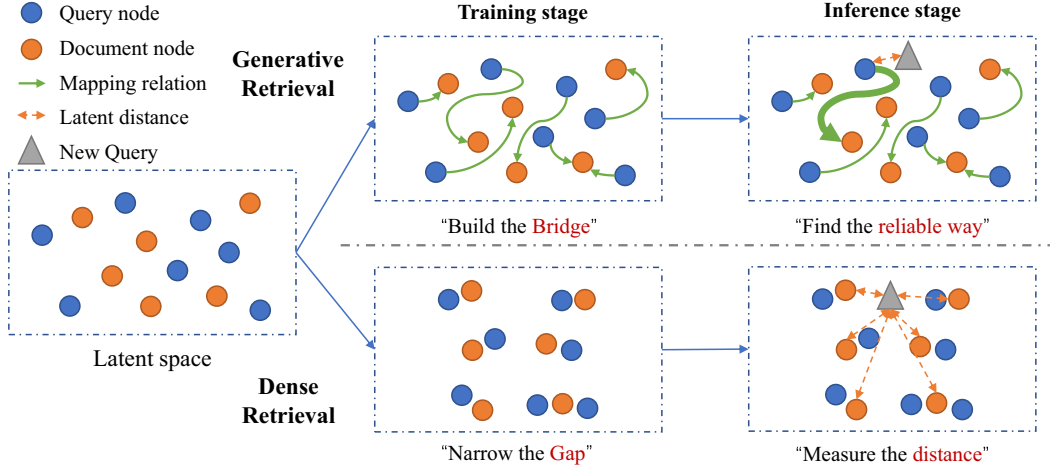 Query node
Document node
Mapping relation
Latent distance
New Query
Latent space
Training stage
Inference stage
Generative
Retrieval
"Build the Bridge"
"Find the reliable way"
Dense
Retrieval
"Narrow the Gap"
"Measure the distance"